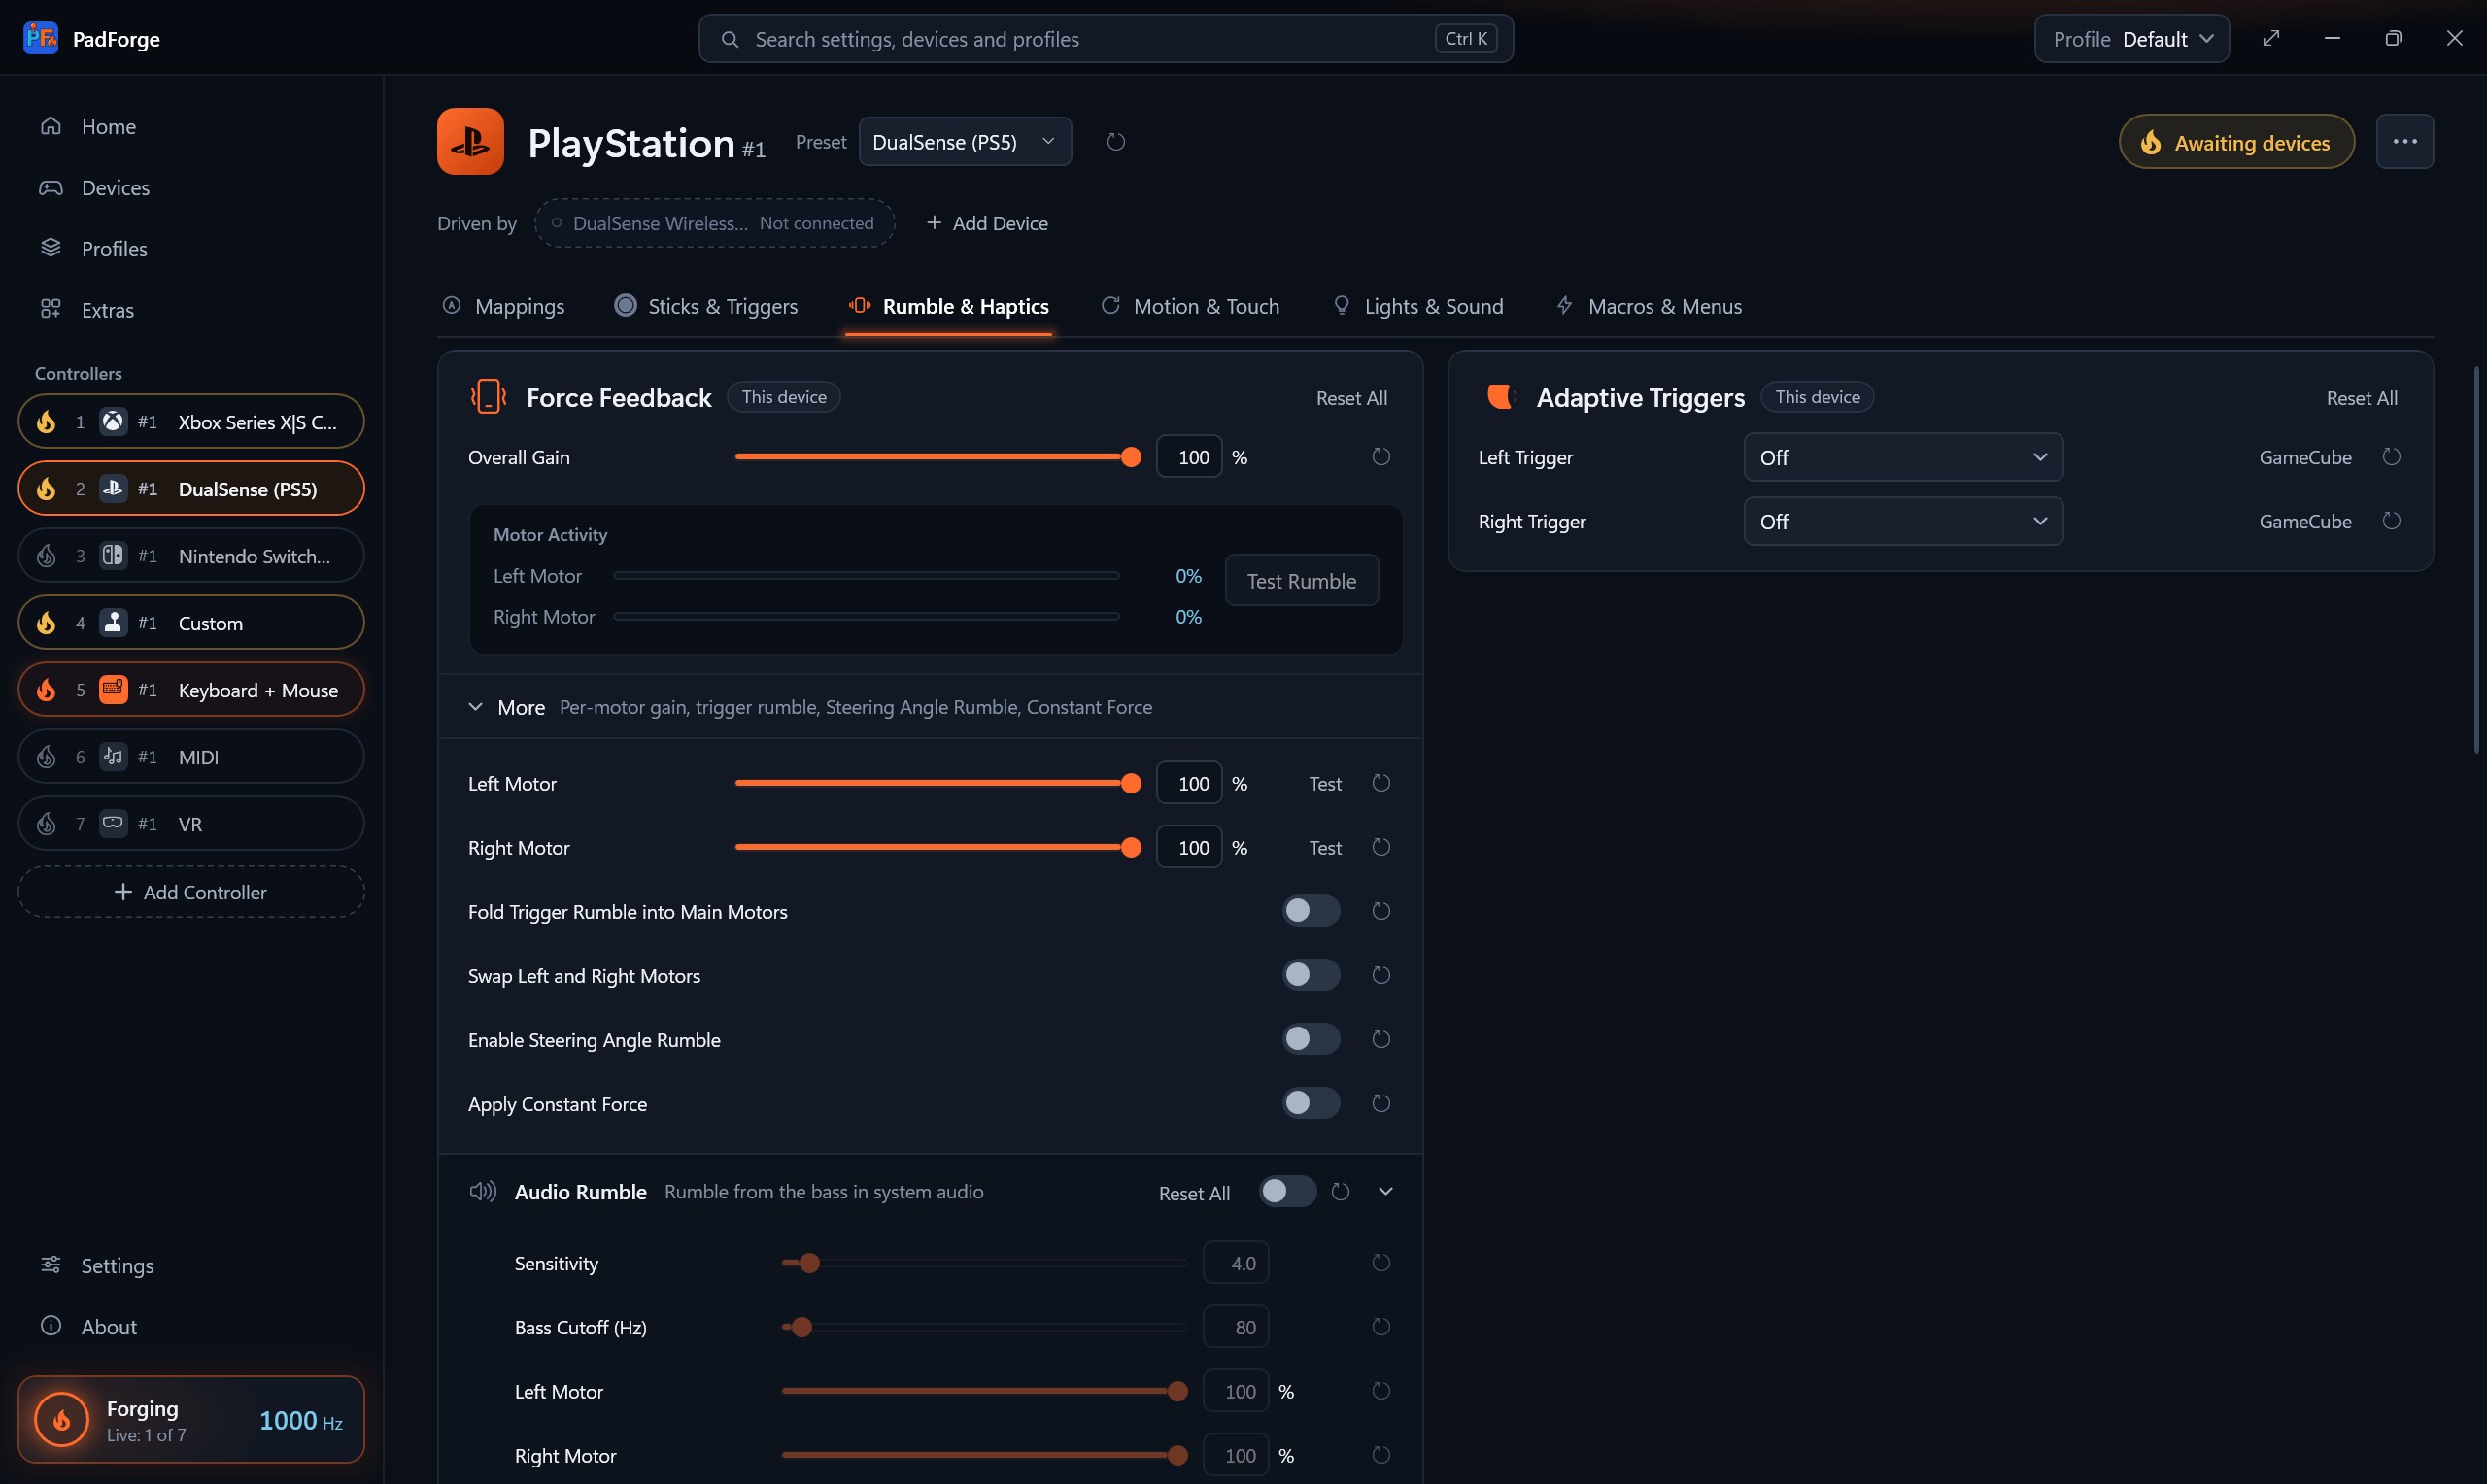 PadForge
Search settings, devices and profiles
Ctrl K
Profile Default
Home
Devices
Profiles
Extras
Controllers
1 #1 Xbox Series X|S C...
2 #1 DualSense (PS5)
3 #1 Nintendo Switch...
4 #1 Custom
5 #1 Keyboard + Mouse
6 #1 MIDI
7 #1 VR
+ Add Controller
Settings
About
Forging
Live: 1 of 7
1000 Hz
PlayStation #1
Preset DualSense (PS5)
Awaiting devices
Driven by DualSense Wireless... Not connected + Add Device
Mappings Sticks & Triggers Rumble & Haptics Motion & Touch Lights & Sound Macros & Menus
Force Feedback This device Reset All
Overall Gain 100 %
Motor Activity
Left Motor 0%
Right Motor 0%
Test Rumble
More Per-motor gain, trigger rumble, Steering Angle Rumble, Constant Force
Left Motor 100 % Test
Right Motor 100 % Test
Fold Trigger Rumble into Main Motors
Swap Left and Right Motors
Enable Steering Angle Rumble
Apply Constant Force
Audio Rumble Rumble from the bass in system audio Reset All
Sensitivity 4.0
Bass Cutoff (Hz) 80
Left Motor 100 %
Right Motor 100 %
Adaptive Triggers This device Reset All
Left Trigger Off GameCube
Right Trigger Off GameCube